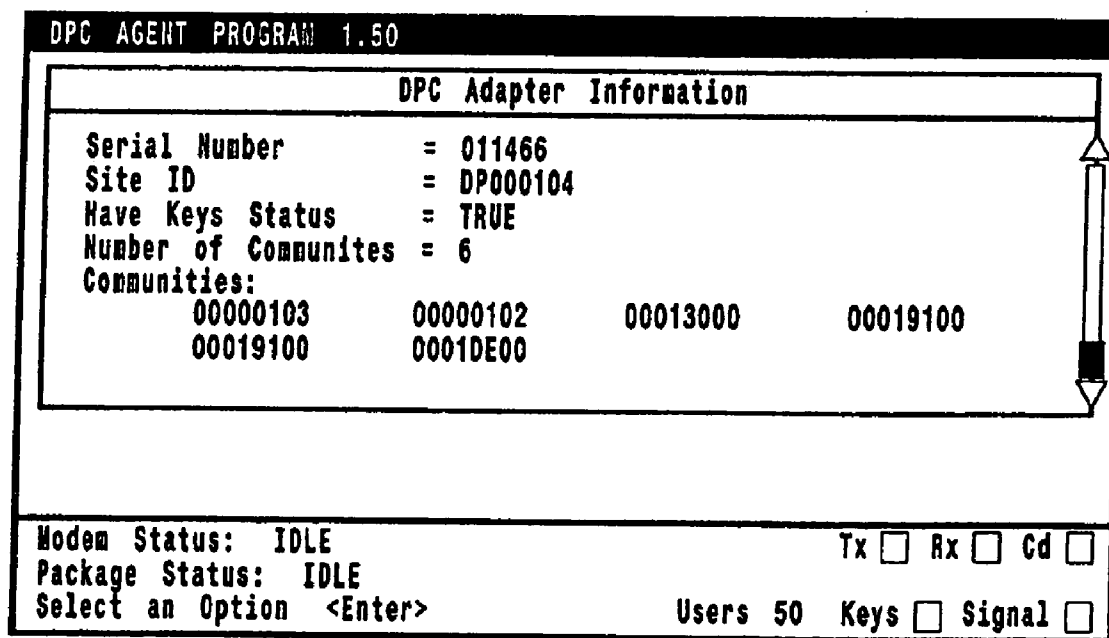 DPC AGENT PROGRAM 1.50
DPC Adapter Information
Serial Number = 011466
Site ID = DP000104
Have Keys Status = TRUE
Number of Communites = 6
Communities:
00000103 00000102 00013000 00019100
00019100 0001DE00
Modem Status: IDLE Tx Rx Cd
Package Status: IDLE
Select an Option <Enter> Users 50 Keys Signal